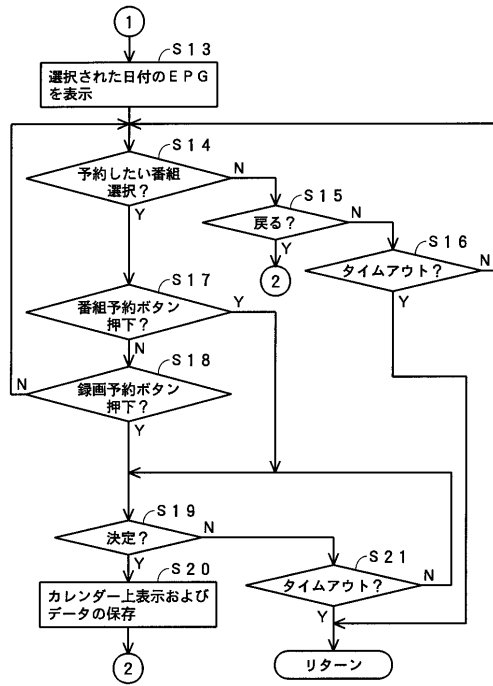 1
S13
選択された日付のEPG
を表示
S14
予約したい番組
選択?
N
Y
S15
戻る?
N
Y
2
S16
タイムアウト?
N
Y
S17
番組予約ボタン
押下?
Y
N
S18
録画予約ボタン
押下?
N
Y
S19
決定?
N
Y
S20
カレンダー上表示および
データの保存
2
S21
タイムアウト?
N
Y
リターン